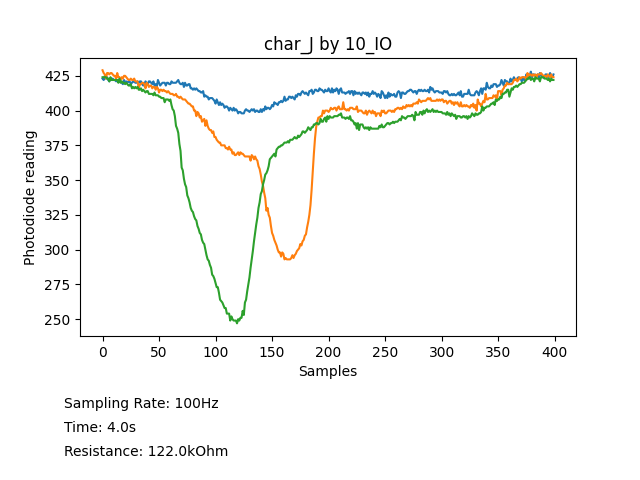 char_J by 10_IO
Photodiode reading
425
400
375
350
325
300
275
250
0 50 100 150 200 250 300 350 400
Samples
Sampling Rate: 100Hz
Time: 4.0s
Resistance: 122.0kOhm